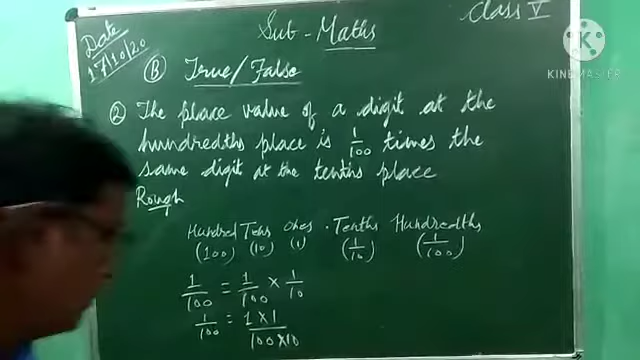 Sub - Maths
Class V
Date
17/10/20
B True/False
2 The place value of a digit at the
hundredths place is 1/100 times the
same digit at the tenths place
Rough
Hundred Tens Ones . Tenths Hundredths
(100) (10) (1) (1/10) (1/100)
1/100 = 1/100 × 1/10
1/100 = 1×1/100×10
KINEMASTER